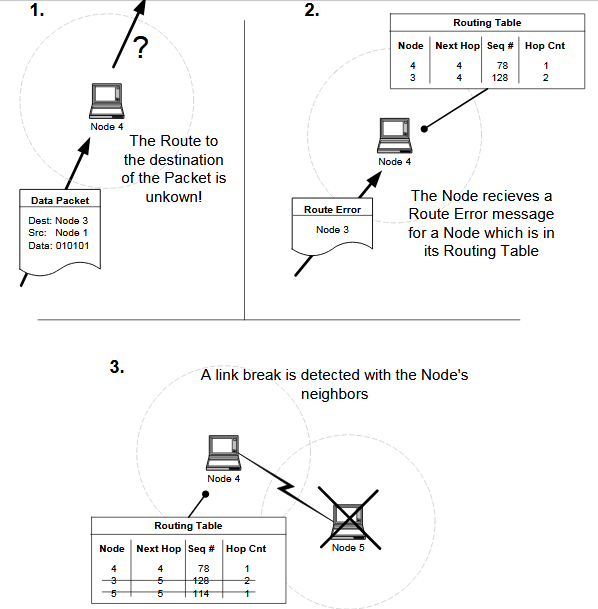 1.
?
Node 4
The Route to
the destination
of the Packet is
unkown!
Data Packet
Dest: Node 3
Src: Node 1
Data: 010101
2.
Routing Table
Node Next Hop Seq # Hop Cnt
4 4 78 1
3 4 128 2
Node 4
Route Error
Node 3
The Node recieves a
Route Error message
for a Node which is in
its Routing Table
3.
A link break is detected with the Node's
neighbors
Node 4
Node 5
Routing Table
Node Next Hop Seq # Hop Cnt
4 4 78 1
3 5 128 2
5 5 114 1